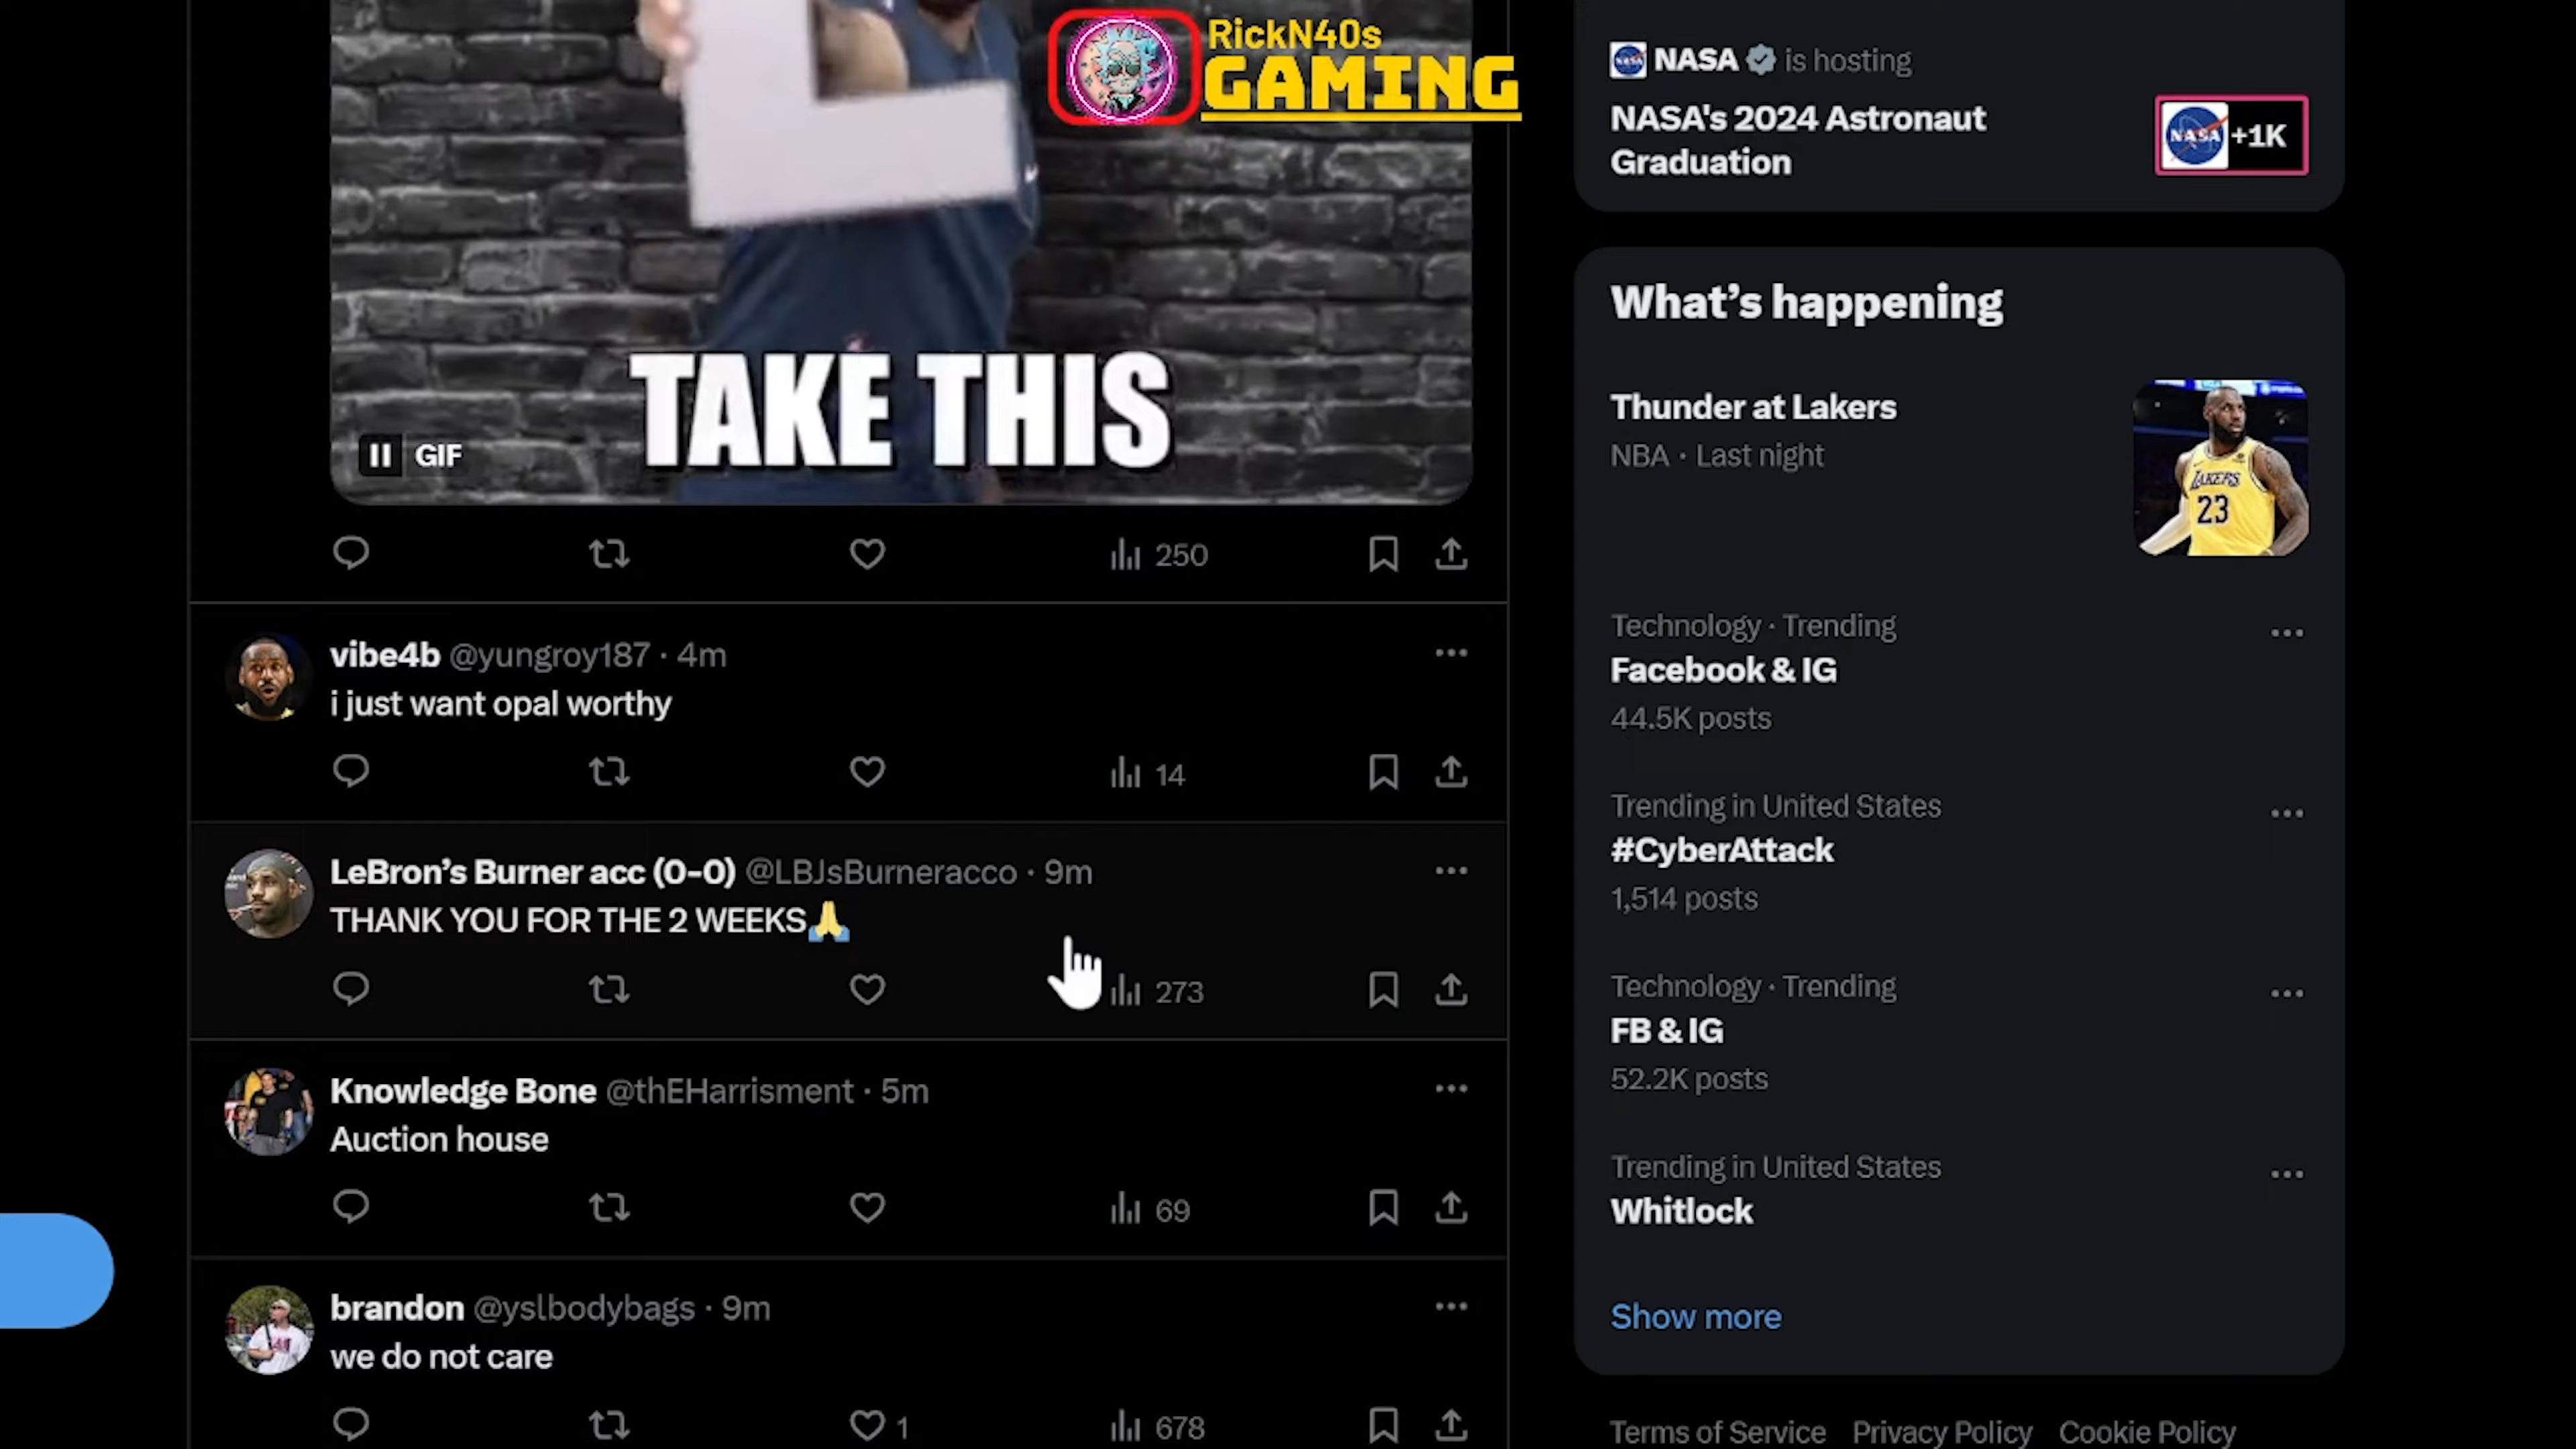 RickN40s
GAMING
TAKE THIS
GIF
250
vibe4b @yungroy187 · 4m
i just want opal worthy
14
LeBron’s Burner acc (0-0) @LBJsBurneracco · 9m
THANK YOU FOR THE 2 WEEKS🙏
273
Knowledge Bone @thEHarrisment · 5m
Auction house
69
brandon @yslbodybags · 9m
we do not care
1 678
NASA is hosting
NASA's 2024 Astronaut
Graduation
NASA +1K
What’s happening
Thunder at Lakers
NBA · Last night
LAKERS
23
Technology · Trending
Facebook & IG
44.5K posts
Trending in United States
#CyberAttack
1,514 posts
Technology · Trending
FB & IG
52.2K posts
Trending in United States
Whitlock
Show more
Terms of Service Privacy Policy Cookie Policy